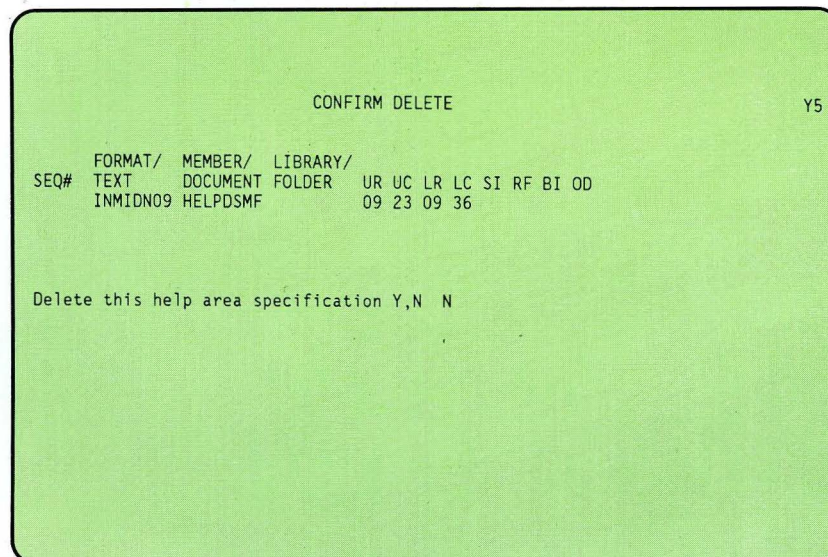 CONFIRM DELETE Y5
FORMAT/ MEMBER/ LIBRARY/
SEQ# TEXT DOCUMENT FOLDER UR UC LR LC SI RF BI OD
INMIDN09 HELPDSMF 09 23 09 36
Delete this help area specification Y,N N